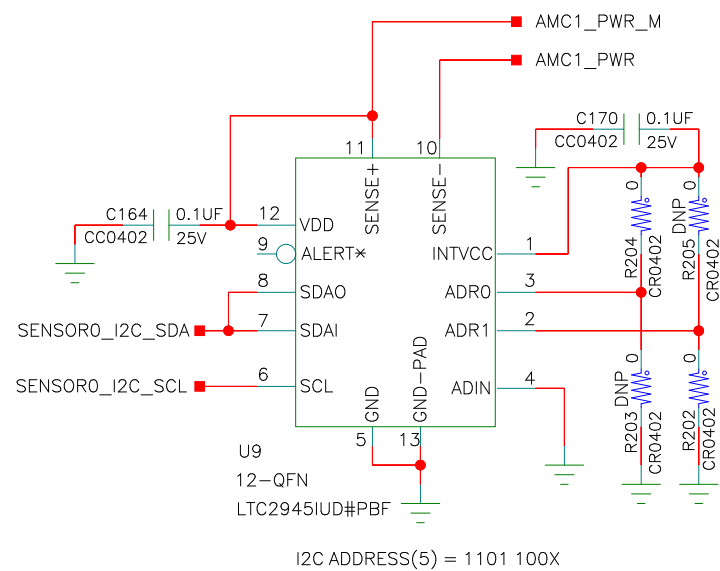 AMC1_PWR_M
AMC1_PWR
C170 0.1UF
CC0402 25V
11 10
SENSE+ SENSE-
C164 0.1UF
CC0402 25V
12 VDD
9 ALERT*
8 SDAO
7 SDAI
6 SCL
INTVCC 1
ADR0 3
ADR1 2
ADIN 4
GND GND-PAD
5 13
SENSOR0_I2C_SDA
SENSOR0_I2C_SCL
0 R204 CR0402
0 DNP R205 CR0402
0 DNP R203 CR0402
0 R202 CR0402
U9
12-QFN
LTC2945IUD#PBF
I2C ADDRESS(5) = 1101 100X